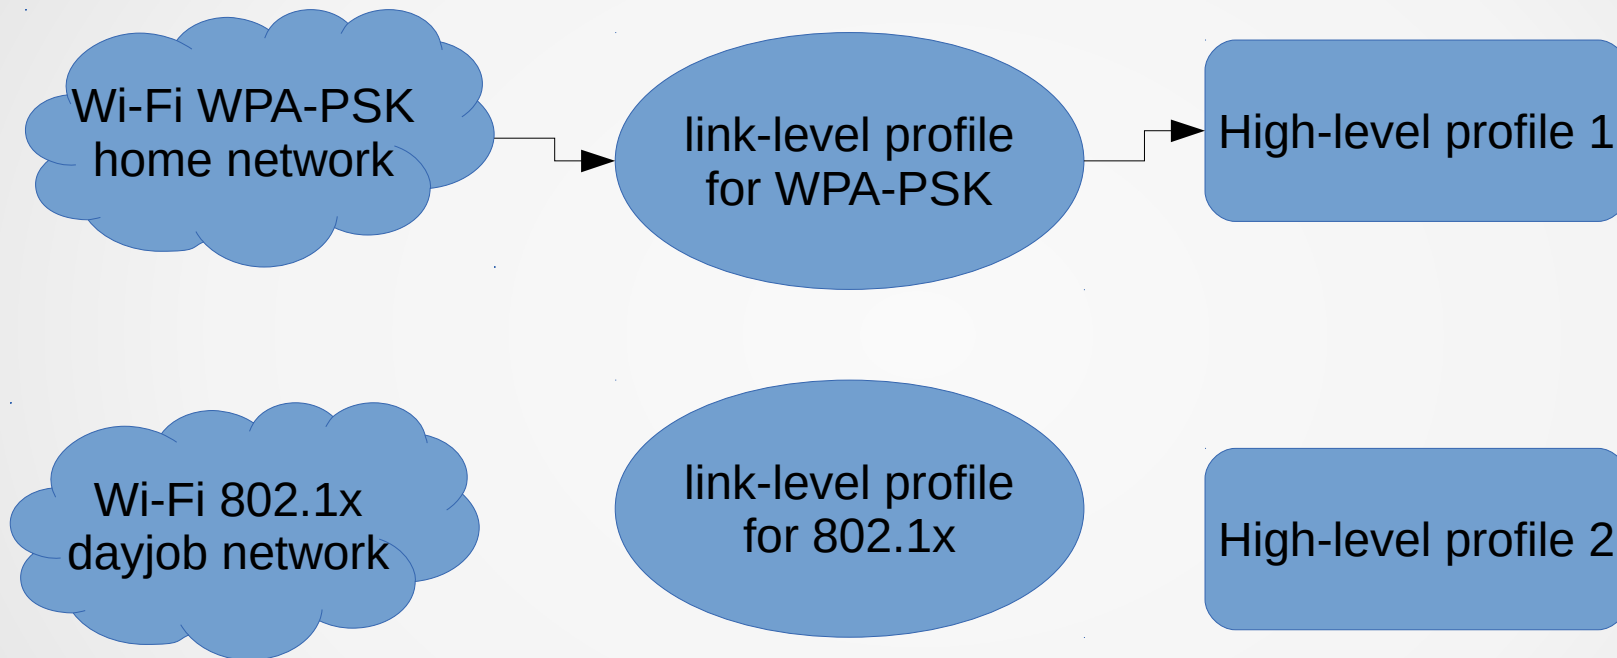 Wi-Fi WPA-PSK
home network
link-level profile
for WPA-PSK
High-level profile 1
Wi-Fi 802.1x
dayjob network
link-level profile
for 802.1x
High-level profile 2